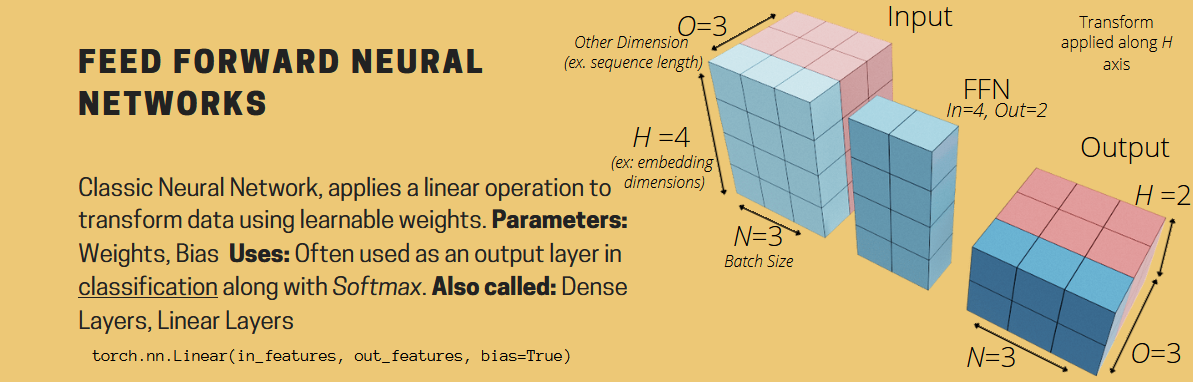 FEED FORWARD NEURAL
NETWORKS
Classic Neural Network, applies a linear operation to
transform data using learnable weights. Parameters:
Weights, Bias Uses: Often used as an output layer in
classification along with Softmax. Also called: Dense
Layers, Linear Layers
torch.nn.Linear(in_features, out_features, bias=True)
O=3
Other Dimension
(ex. sequence length)
H =4
(ex: embedding
dimensions)
N=3
Batch Size
Input
FFN
In=4, Out=2
Transform
applied along H
axis
Output
H =2
N=3
O=3